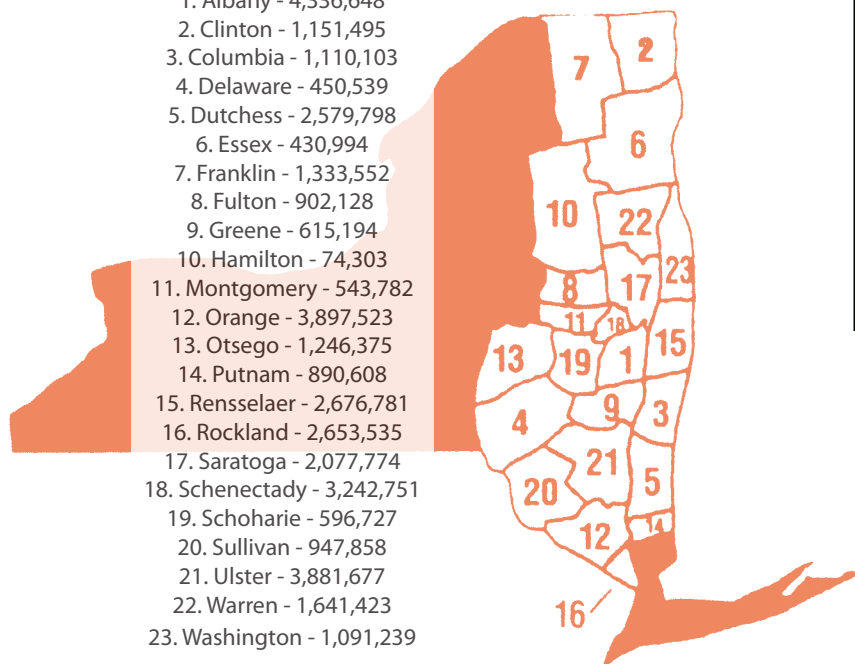 1. Albany - 4,336,648
2. Clinton - 1,151,495
3. Columbia - 1,110,103
4. Delaware - 450,539
5. Dutchess - 2,579,798
6. Essex - 430,994
7. Franklin - 1,333,552
8. Fulton - 902,128
9. Greene - 615,194
10. Hamilton - 74,303
11. Montgomery - 543,782
12. Orange - 3,897,523
13. Otsego - 1,246,375
14. Putnam - 890,608
15. Rensselaer - 2,676,781
16. Rockland - 2,653,535
17. Saratoga - 2,077,774
18. Schenectady - 3,242,751
19. Schoharie - 596,727
20. Sullivan - 947,858
21. Ulster - 3,881,677
22. Warren - 1,641,423
23. Washington - 1,091,239
7
2
6
10
22
23
8
17
11
18
13
19
1
15
4
9
3
21
20
5
12
14
16